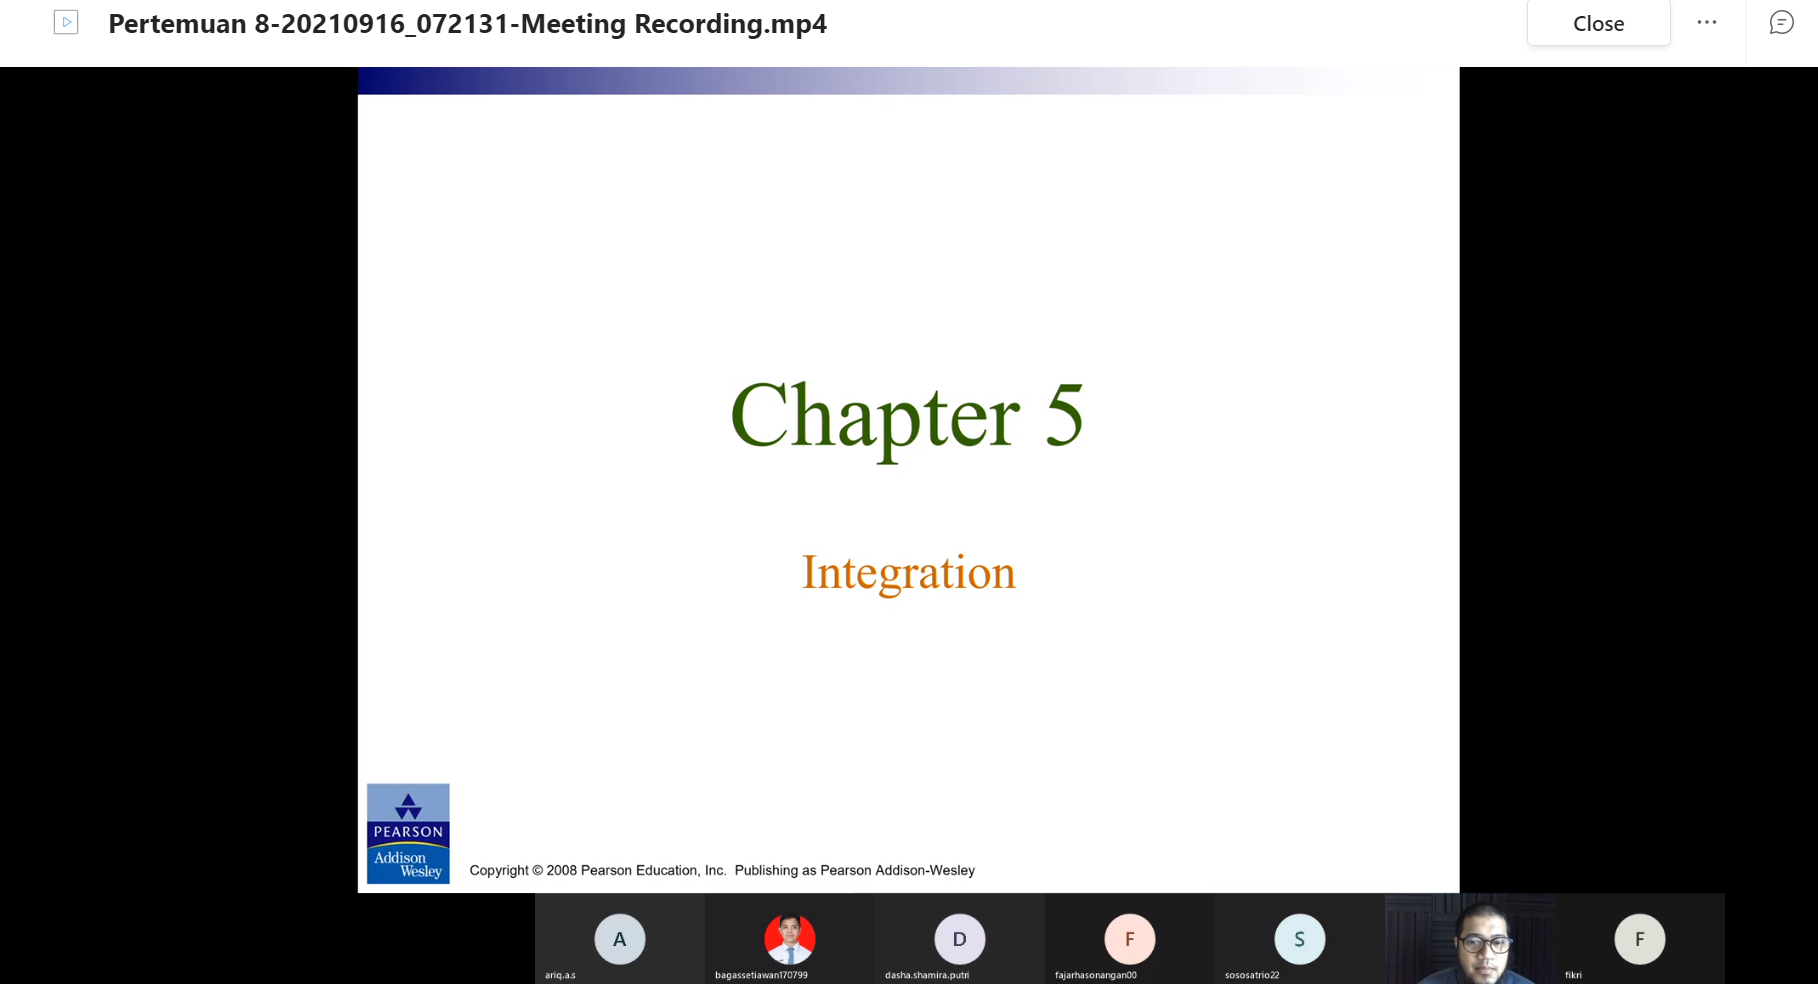 Pertemuan 8-20210916_072131-Meeting Recording.mp4
Close
Chapter 5
Integration
PEARSON
Addison
Wesley
Copyright © 2008 Pearson Education, Inc. Publishing as Pearson Addison-Wesley
A
D
F
S
F
ariq.a.s
bagassetiawan170799
dasha.shamira.putri
fajarhasonangan00
sososatrio22
fikri